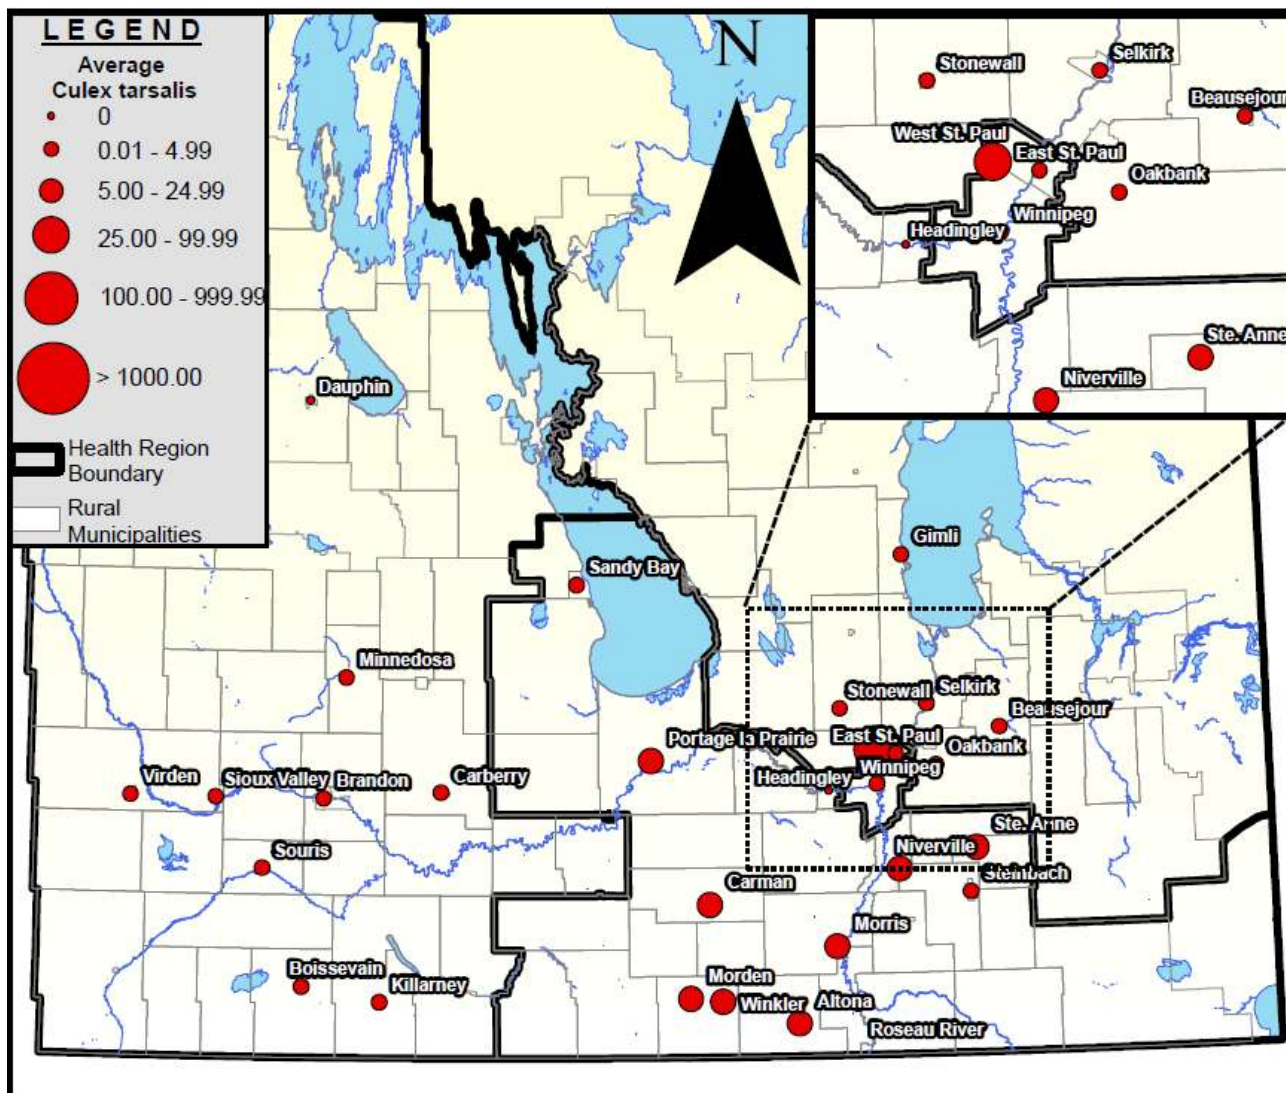 LEGEND
Average
Culex tarsalis
0
0.01 - 4.99
5.00 - 24.99
25.00 - 99.99
100.00 - 999.99
> 1000.00
Health Region
Boundary
Rural
Municipalities
N
Stonewall
Selkirk
Beausejour
West St. Paul
East St. Paul
Oakbank
Winnipeg
Headingley
Ste. Anne
Niverville
Dauphin
Gimli
Sandy Bay
Minnedosa
Stonewall
Selkirk
Beausejour
Portage la Prairie
East St. Paul
Oakbank
Winnipeg
Headingley
Virden
Sioux Valley
Brandon
Carberry
Ste. Anne
Niverville
Steinbach
Souris
Carman
Morris
Boissevain
Killarney
Morden
Winkler
Altona
Roseau River